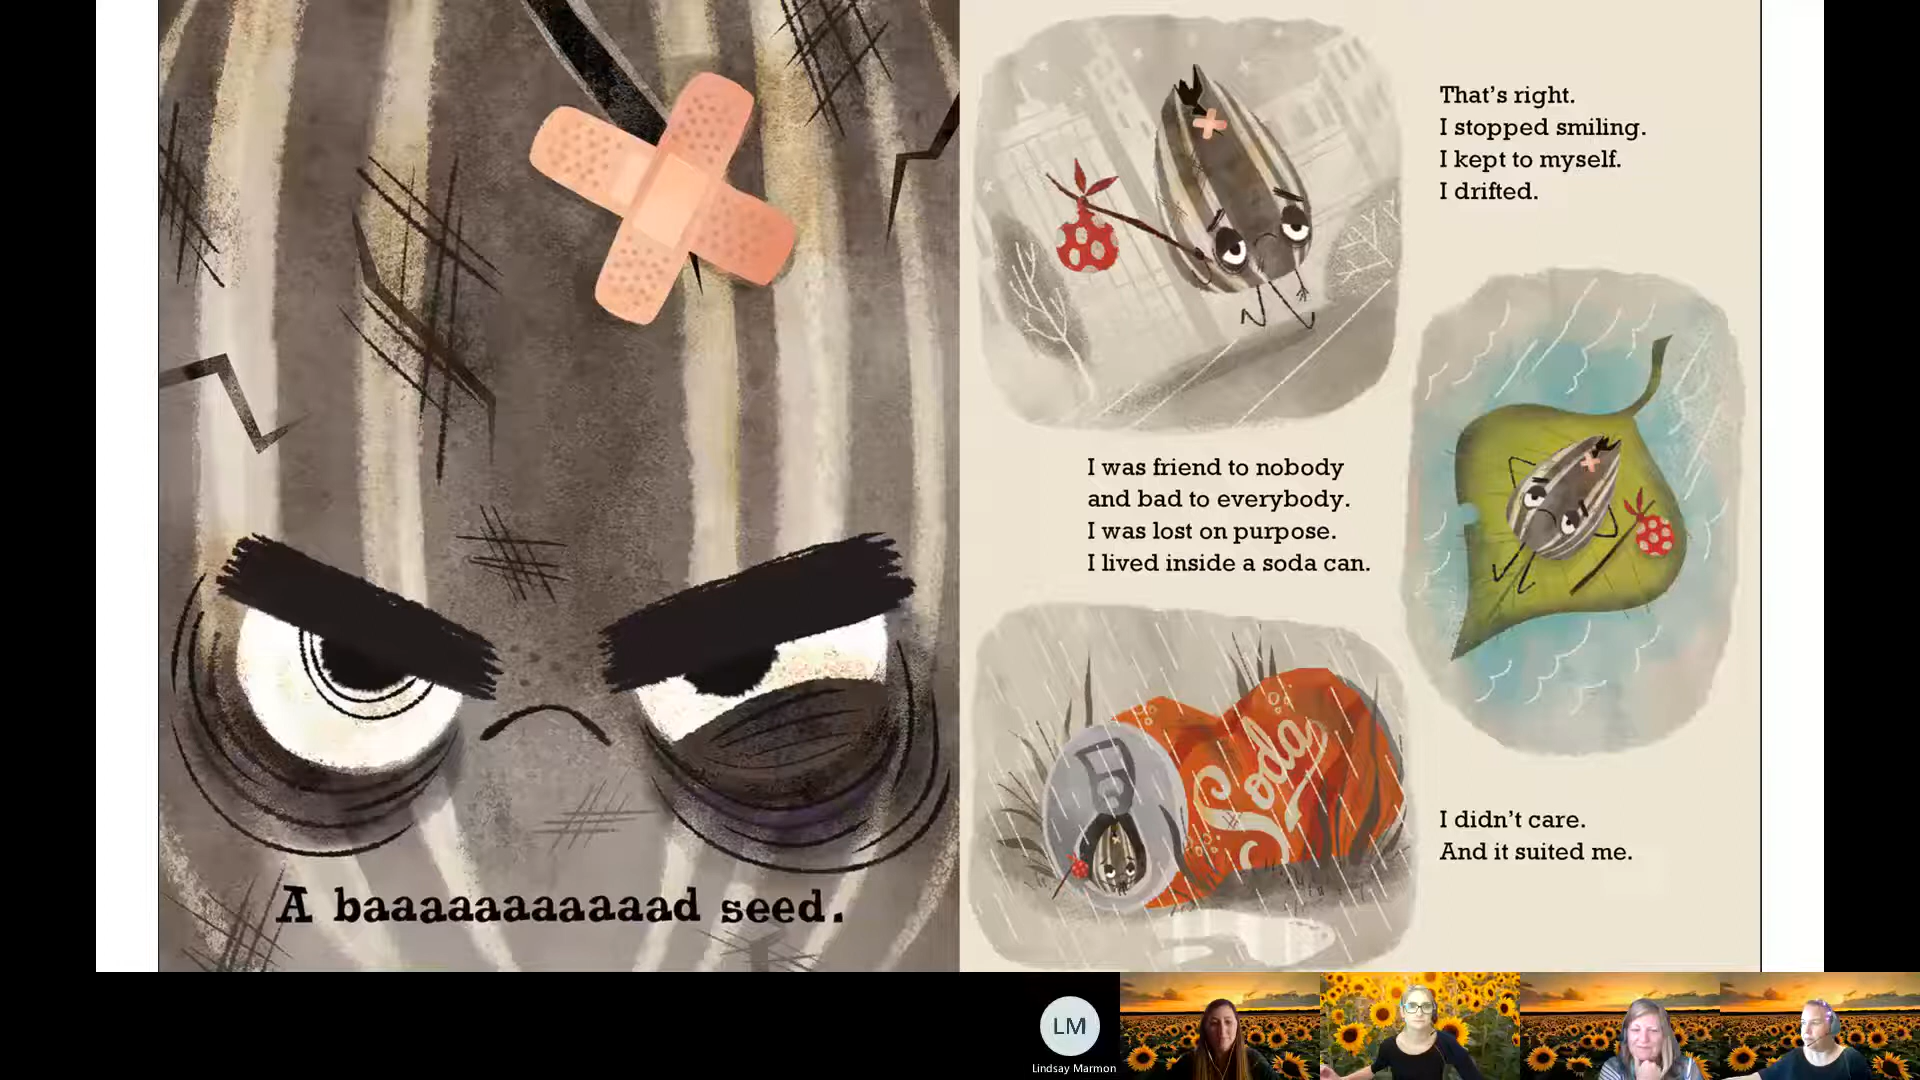 A baaaaaaaaaaaad seed.
That's right.
I stopped smiling.
I kept to myself.
I drifted.
I was friend to nobody
and bad to everybody.
I was lost on purpose.
I lived inside a soda can.
Soda
I didn't care.
And it suited me.
LM
Lindsay Marmon